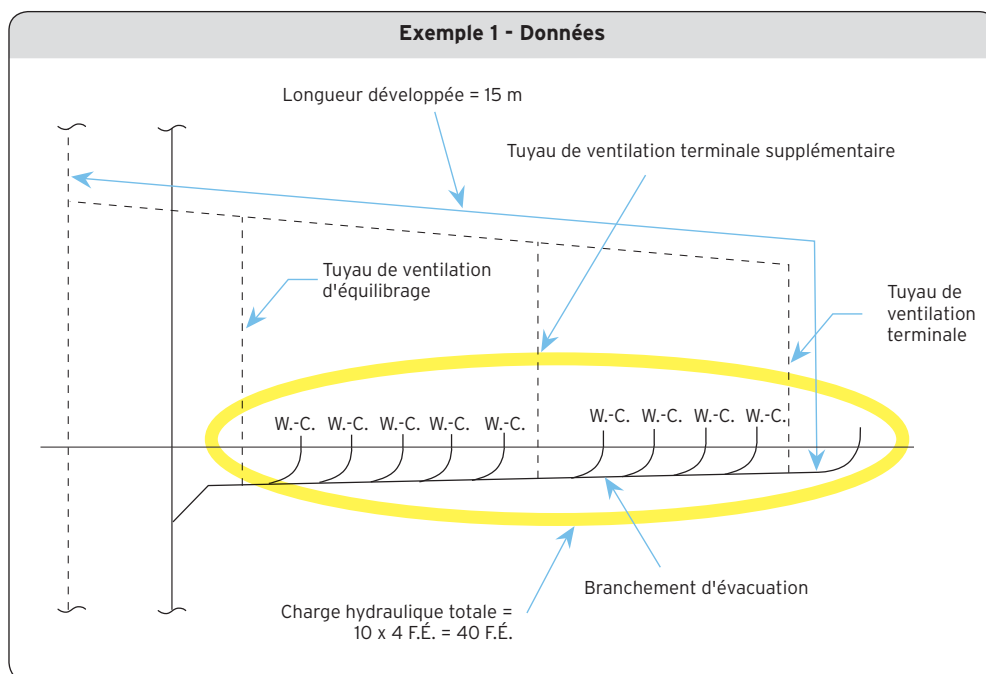 Exemple 1 - Données
Longueur développée = 15 m
Tuyau de ventilation terminale supplémentaire
Tuyau de ventilation
d'équilibrage
Tuyau de
ventilation
terminale
W.-C. W.-C. W.-C. W.-C. W.-C. W.-C. W.-C. W.-C. W.-C.
Branchement d'évacuation
Charge hydraulique totale =
10 x 4 F.É. = 40 F.É.